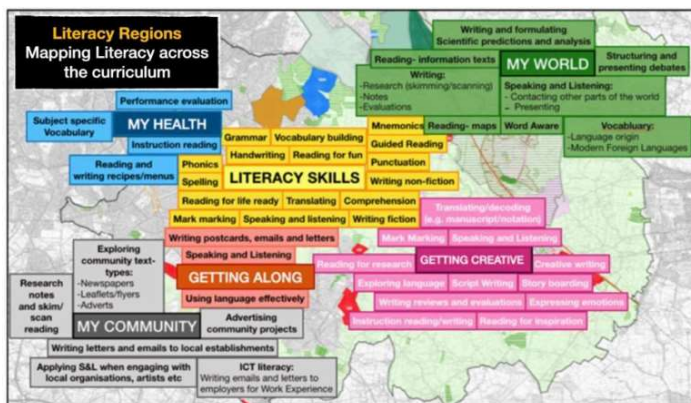 Literacy Regions
Mapping Literacy across
the curriculum
Writing and formulating
Scientific predictions and analysis
Reading- information texts
MY WORLD
Structuring and
presenting debates
Writing:
-Research (skimming/scanning)
-Notes
-Evaluations
Speaking and Listening:
- Contacting other parts of the world
- Presenting
Reading- maps
Word Aware
Vocabluary:
-Language origin
-Modern Foreign Languages
Performance evaluation
Subject specific
Vocabulary
MY HEALTH
Instruction reading
Reading and
writing recipes/menus
Grammar
Vocabulary building
Mnemonics
Handwriting
Reading for fun
Guided Reading
Phonics
LITERACY SKILLS
Punctuation
Spelling
Writing non-fiction
Reading for life ready
Translating
Comprehension
Mark marking
Speaking and listening
Writing fiction
Translating/decoding
(e.g. manuscript/notation)
Mark Marking
Speaking and Listening
Reading for research
GETTING CREATIVE
Creative writing
Exploring language
Script Writing
Story boarding
Writing reviews and evaluations
Expressing emotions
Instruction reading/writing
Reading for inspiration
Writing postcards, emails and letters
Speaking and Listening
GETTING ALONG
Using language effectively
Exploring
community text-
types:
-Newspapers
-Leaflets/flyers
-Adverts
Research
notes
and skim/
scan
reading
MY COMMUNITY
Advertising
community projects
Writing letters and emails to local establishments
Applying S&L when engaging with
local organisations, artists etc
ICT literacy:
Writing emails and letters to
employers for Work Experience